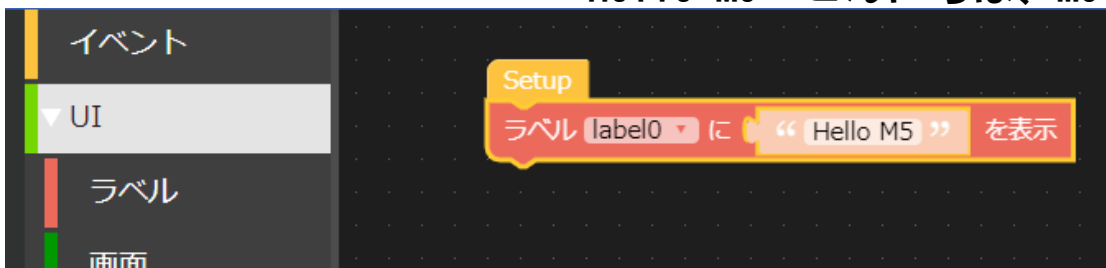 イベント
UI
ラベル
画面
Setup
ラベル label0 に “ Hello M5 ” を表示